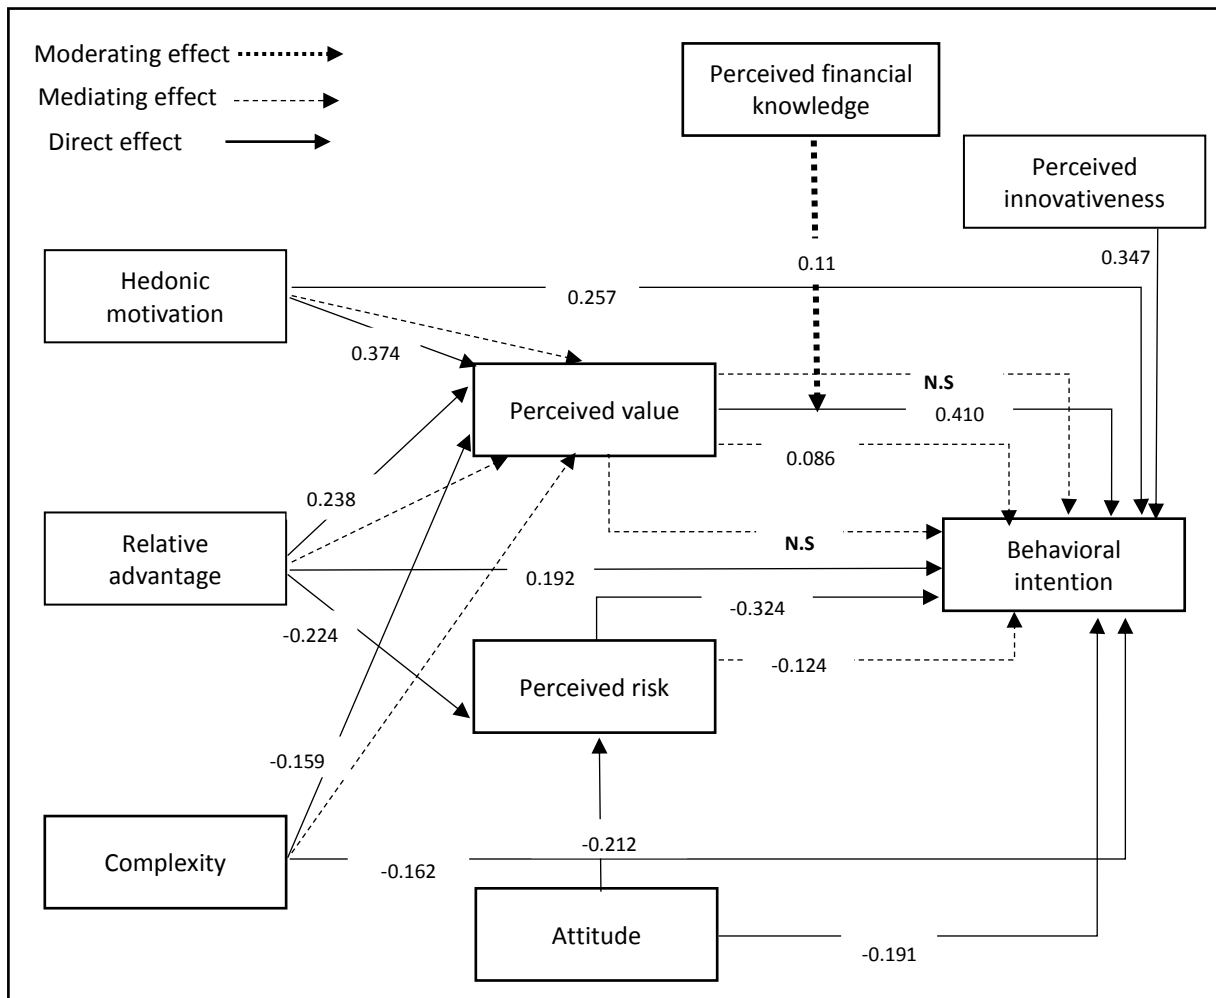 Moderating effect
Mediating effect
Direct effect
Perceived financial
knowledge
Perceived
innovativeness
0.347
0.11
Hedonic
motivation
0.257
0.374
Perceived value
N.S
0.410
0.086
0.238
N.S
Relative
advantage
Behavioral
intention
0.192
-0.324
-0.224
-0.124
Perceived risk
-0.159
Complexity
-0.212
-0.162
Attitude
-0.191